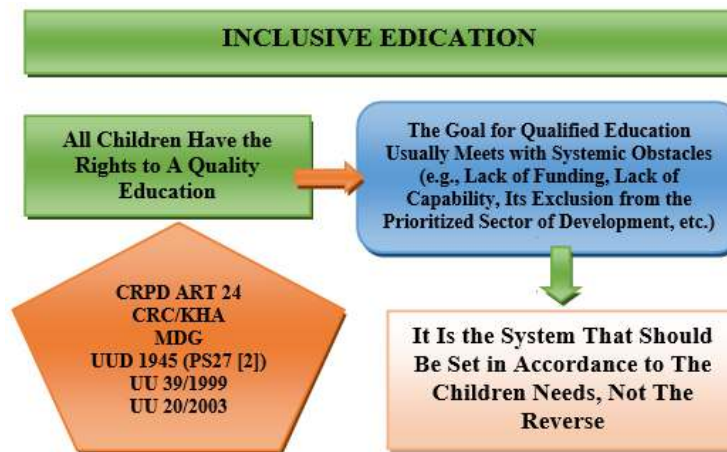 INCLUSIVE EDICATION
All Children Have the
Rights to A Quality
Education
The Goal for Qualified Education
Usually Meets with Systemic Obstacles
(e.g., Lack of Funding, Lack of
Capability, Its Exclusion from the
Prioritized Sector of Development, etc.)
CRPD ART 24
CRC/KHA
MDG
UUD 1945 (PS27 [2])
UU 39/1999
UU 20/2003
It Is the System That Should
Be Set in Accordance to The
Children Needs, Not The
Reverse